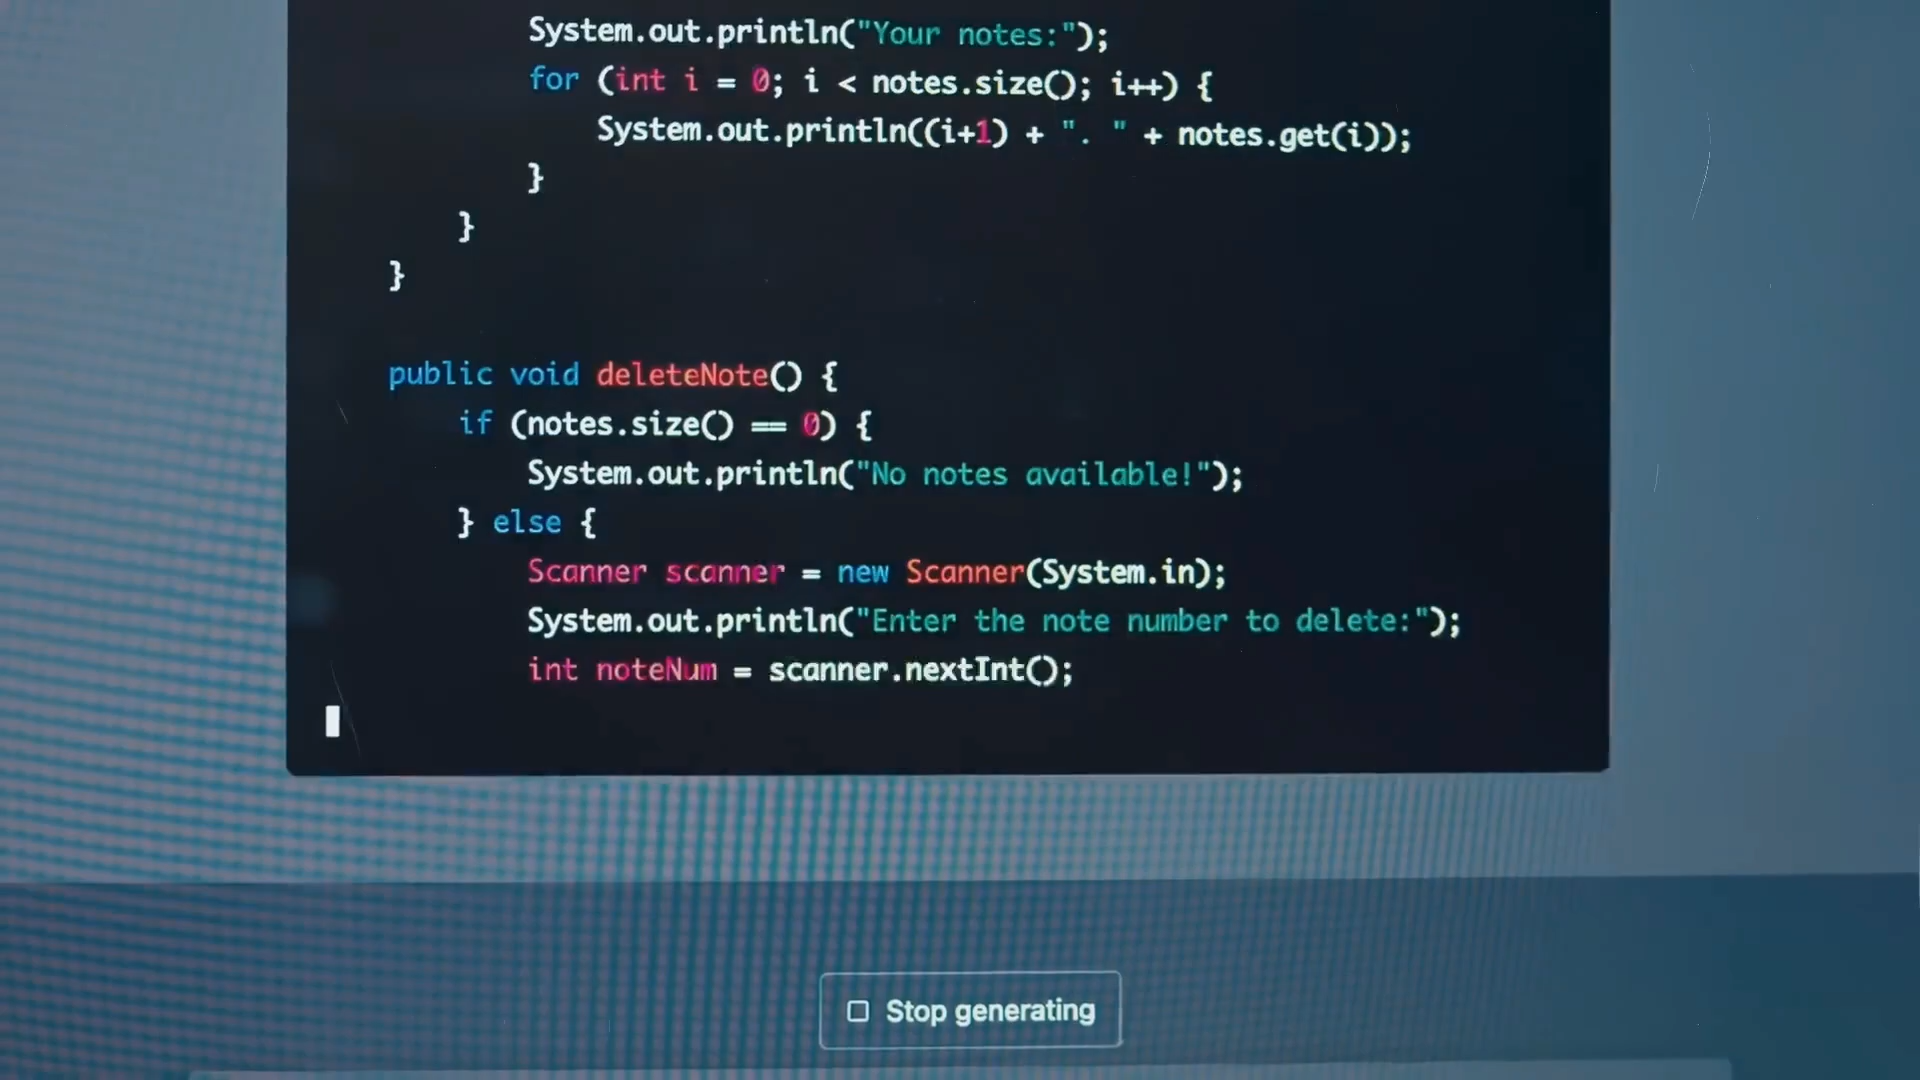 System.out.println("Your notes:");
for (int i = 0; i < notes.size(); i++) {
System.out.println((i+1) + ". " + notes.get(i));
}
}
}
public void deleteNote() {
if (notes.size() == 0) {
System.out.println("No notes available!");
} else {
Scanner scanner = new Scanner(System.in);
System.out.println("Enter the note number to delete:");
int noteNum = scanner.nextInt();
Stop generating